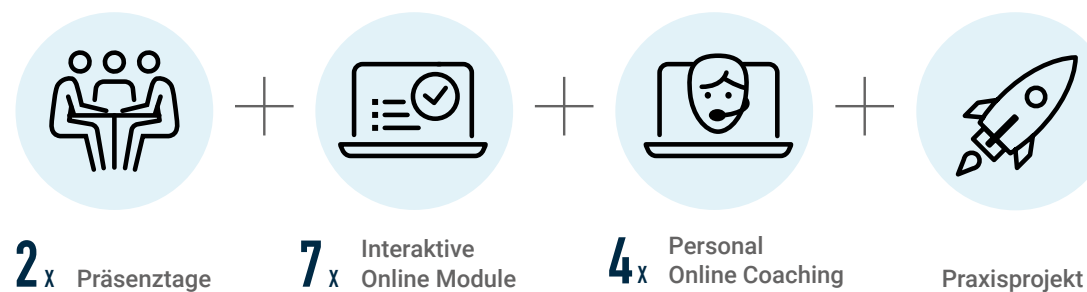 2 x Präsenztage
7 x Interaktive
Online Module
4 x Personal
Online Coaching
Praxisprojekt